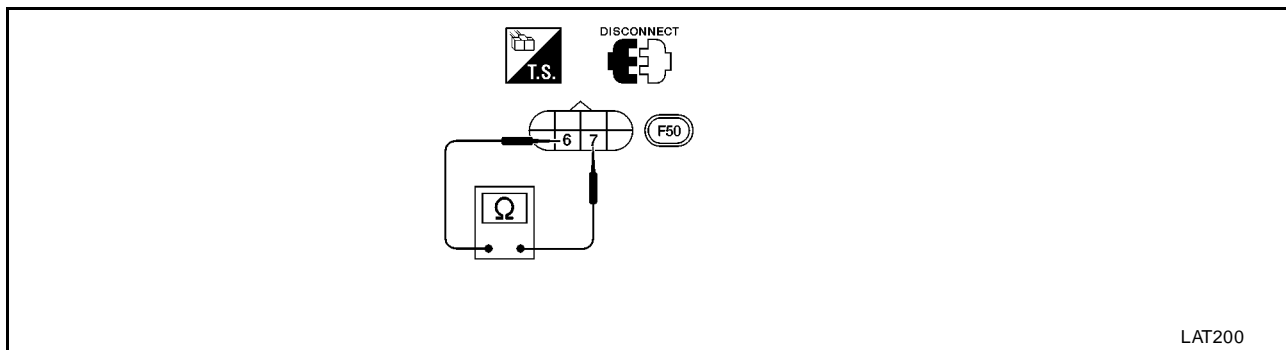 DISCONNECT
T.S.
F50
6 7
Ω
LAT200